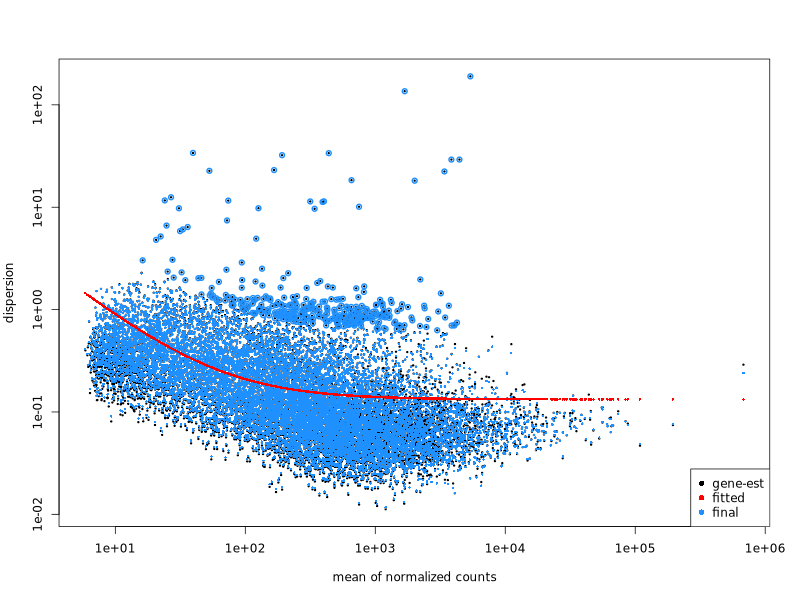 1e+02
1e+01
1e+00
1e-01
1e-02
dispersion
1e+01 1e+02 1e+03 1e+04 1e+05 1e+06
mean of normalized counts
gene-est
fitted
final